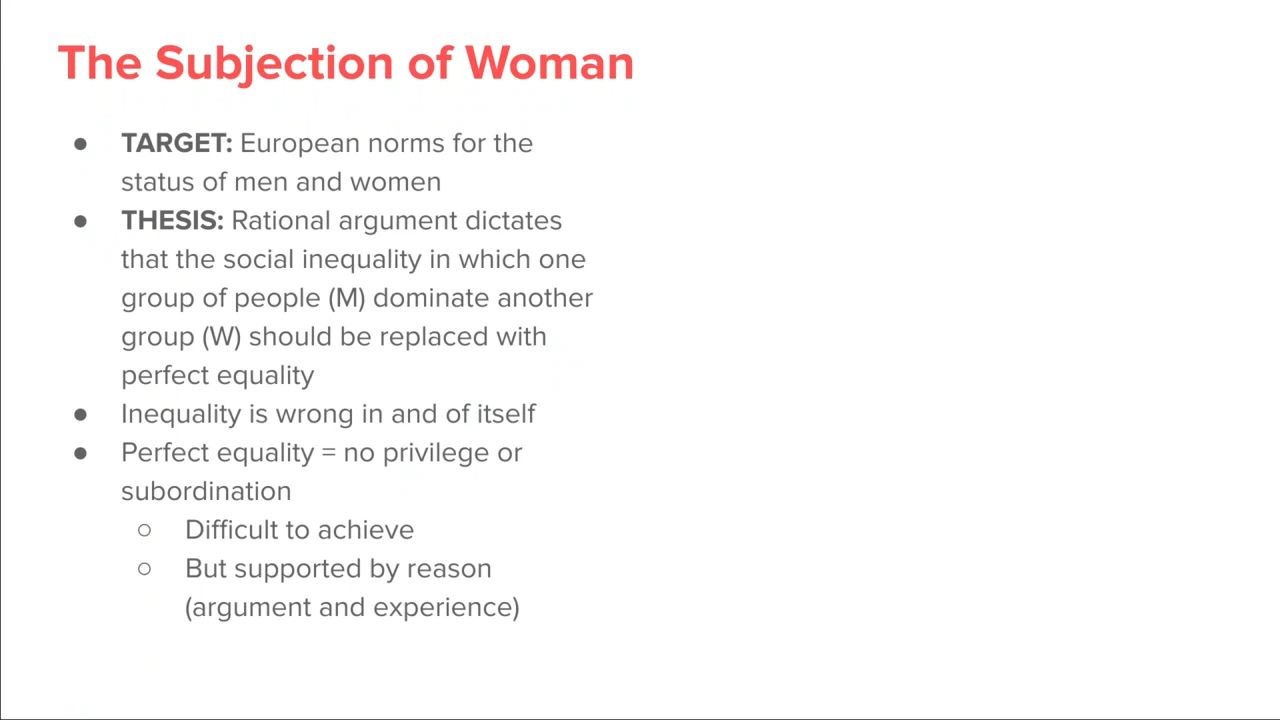 The Subjection of Woman
● TARGET: European norms for the
status of men and women
● THESIS: Rational argument dictates
that the social inequality in which one
group of people (M) dominate another
group (W) should be replaced with
perfect equality
● Inequality is wrong in and of itself
● Perfect equality = no privilege or
subordination
○ Difficult to achieve
○ But supported by reason
(argument and experience)